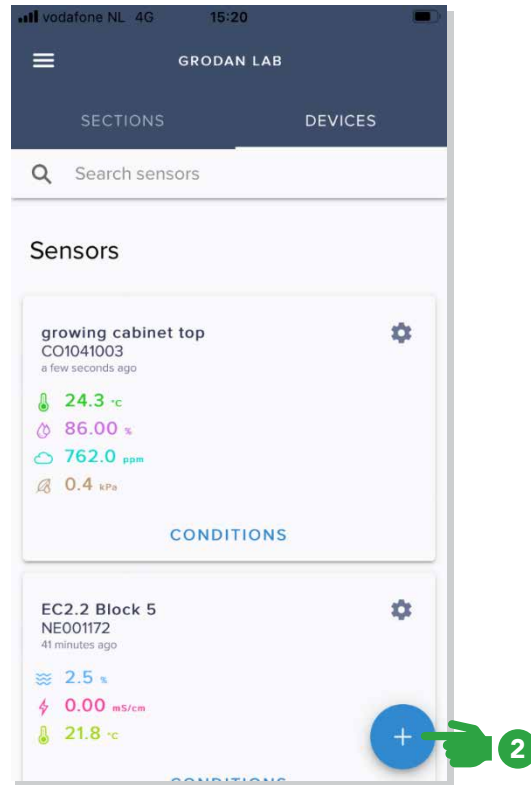 vodafone NL 4G 15:20
GRODAN LAB
SECTIONS DEVICES
Search sensors
Sensors
growing cabinet top
CO1041003
a few seconds ago
24.3 °C
86.00 %
762.0 ppm
0.4 kPa
CONDITIONS
EC2.2 Block 5
NE001172
41 minutes ago
2.5 %
0.00 mS/cm
21.8 °C
+
2
CONDITIONS